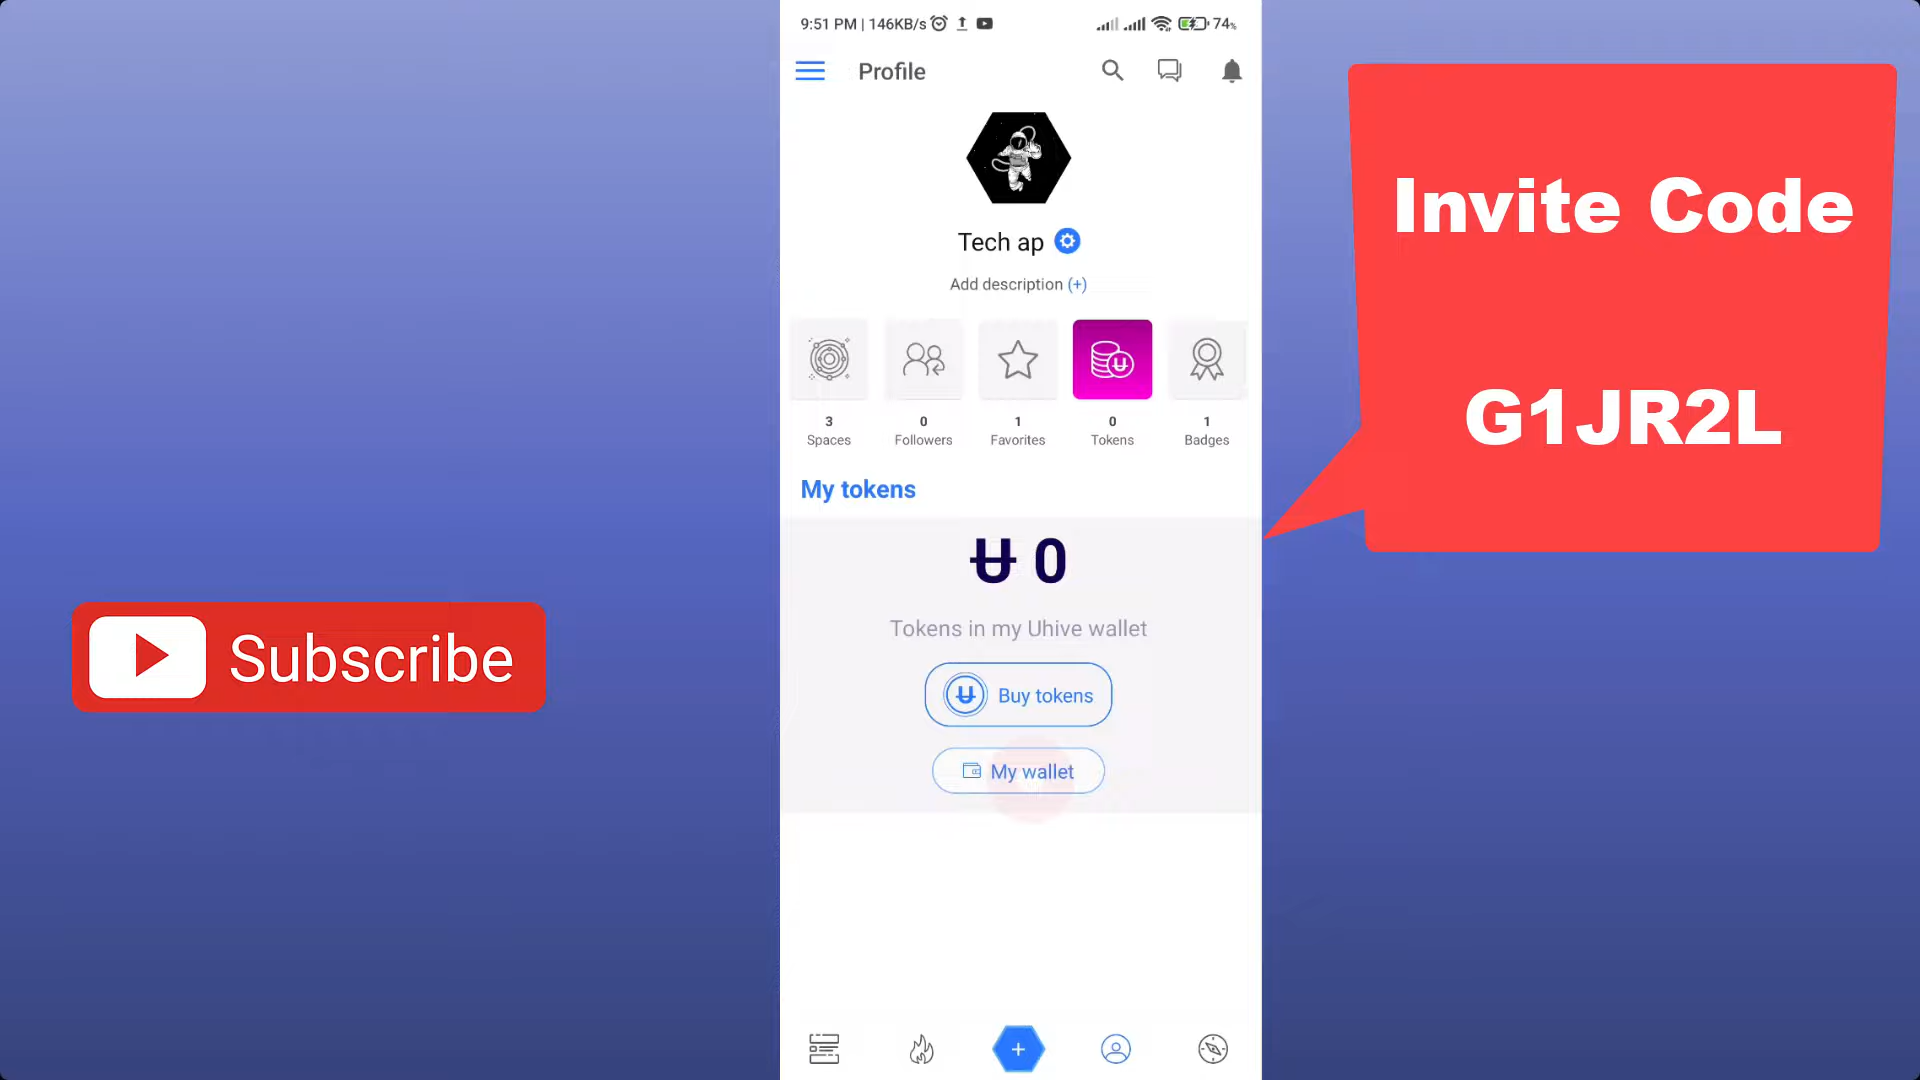 9:51 PM | 146KB/s
74%
Profile
Tech ap
Add description (+)
3
0
1
0
1
Spaces
Followers
Favorites
Tokens
Badges
My tokens
0
Tokens in my Uhive wallet
Buy tokens
My wallet
Invite Code
G1JR2L
Subscribe